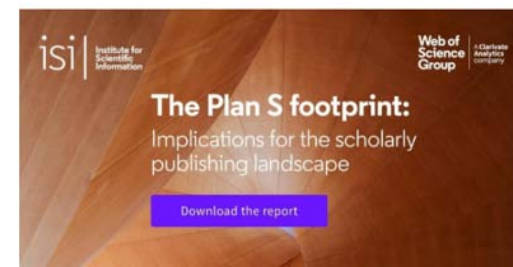 isi
Institute for
Scientific
Information
Web of
Science
Group
A Clarivate
Analytics
company
The Plan S footprint:
Implications for the scholarly
publishing landscape
Download the report